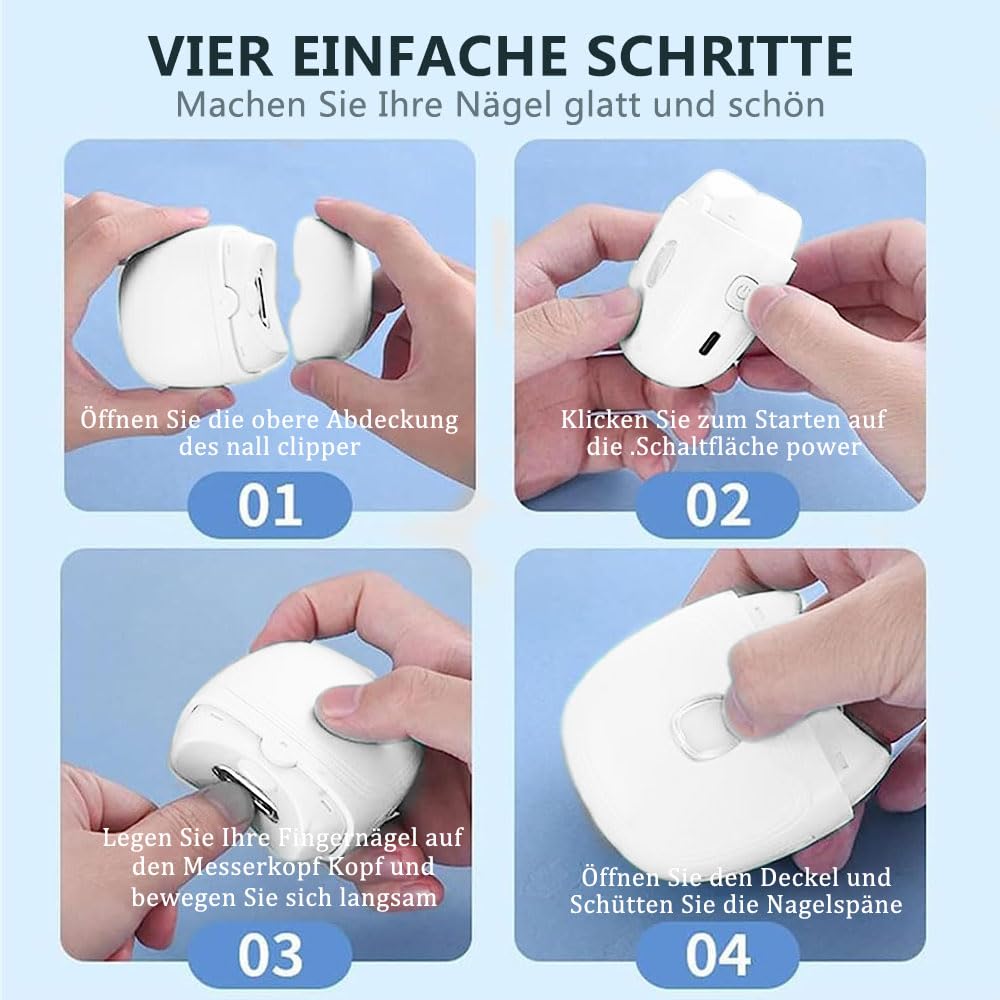 VIER EINFACHE SCHRITTE
Machen Sie Ihre Nägel glatt und schön
Öffnen Sie die obere Abdeckung
des nall clipper
01
Klicken Sie zum Starten auf
die .Schaltfläche power
02
Legen Sie Ihre Fingernägel auf
den Messerkopf Kopf und
bewegen Sie sich langsam
03
Öffnen Sie den Deckel und
Schütten Sie die Nagelspäne
04